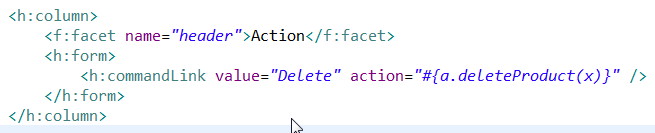 <h:column>
<f:facet name="header">Action</f:facet>
<h:form>
<h:commandLink value="Delete" action="#{a.deleteProduct(x)}" />
</h:form>
</h:column>